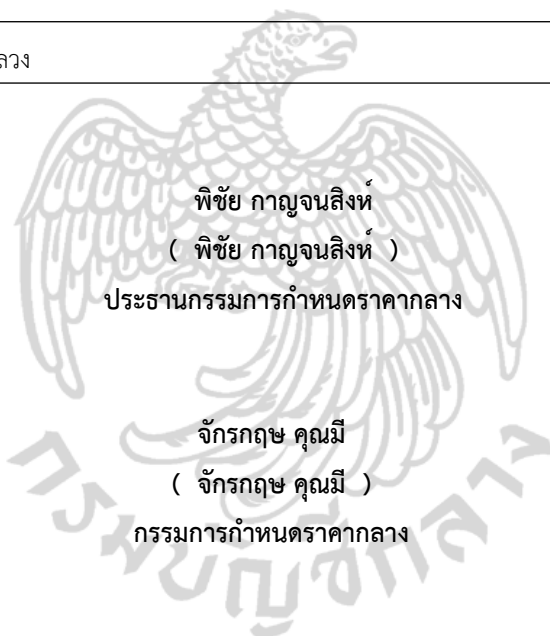 ลวง
พิชัย กาญจนสิงห์
( พิชัย กาญจนสิงห์ )
ประธานกรรมการกำหนดราคากลาง
จักรกฤษ คุณมี
( จักรกฤษ คุณมี )
กรรมการกำหนดราคากลาง
กรมบัญชีกลาง